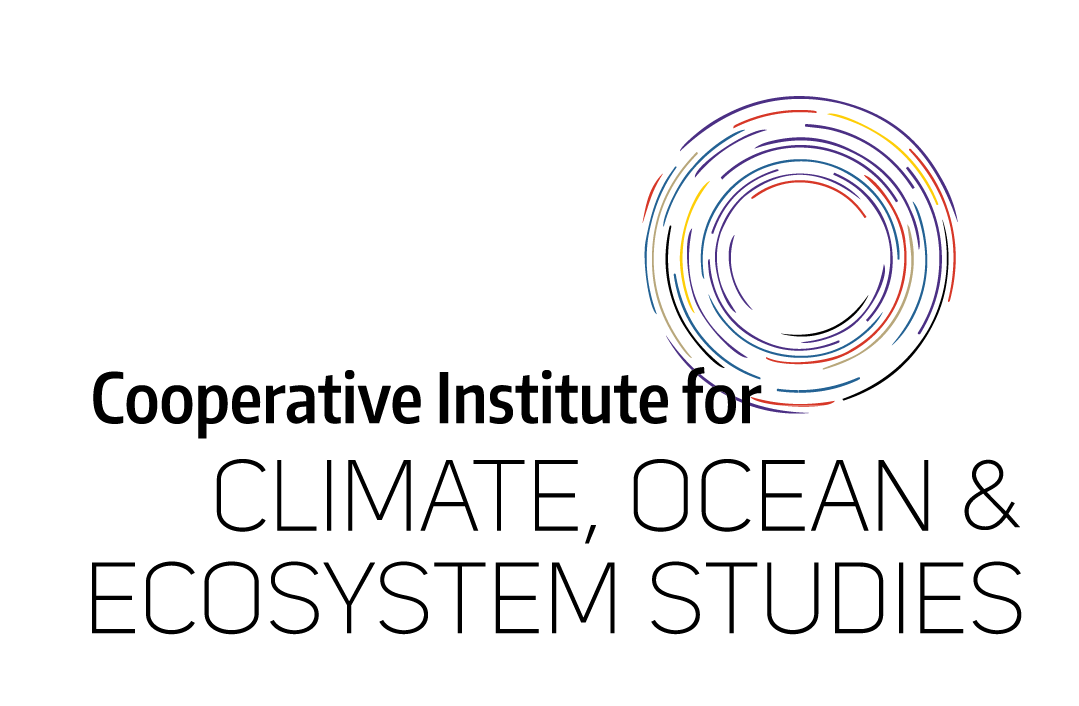 Cooperative Institute for
CLIMATE, OCEAN &
ECOSYSTEM STUDIES